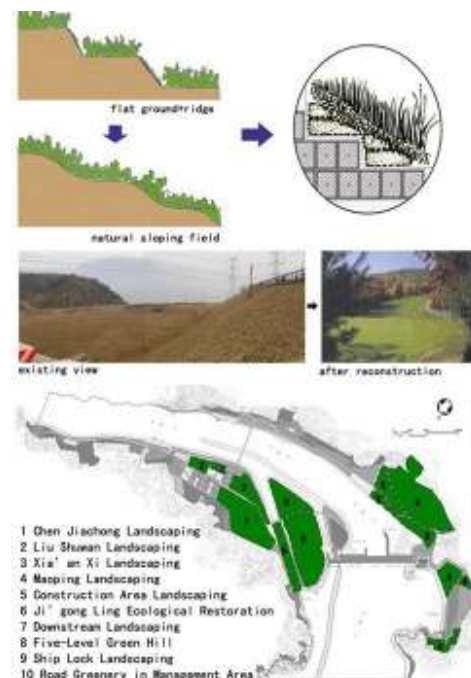 flat ground+ridge
natural sloping field
existing view
after reconstruction
1 Chen Jiachong Landscaping
2 Liu Shuwan Landscaping
3 Xia'an Xi Landscaping
4 Maoping Landscaping
5 Construction Area Landscaping
6 Ji'gong Ling Ecological Restoration
7 Downstream Landscaping
8 Five-Level Green Hill
9 Ship Lock Landscaping
10 Road Greenery in Management Area